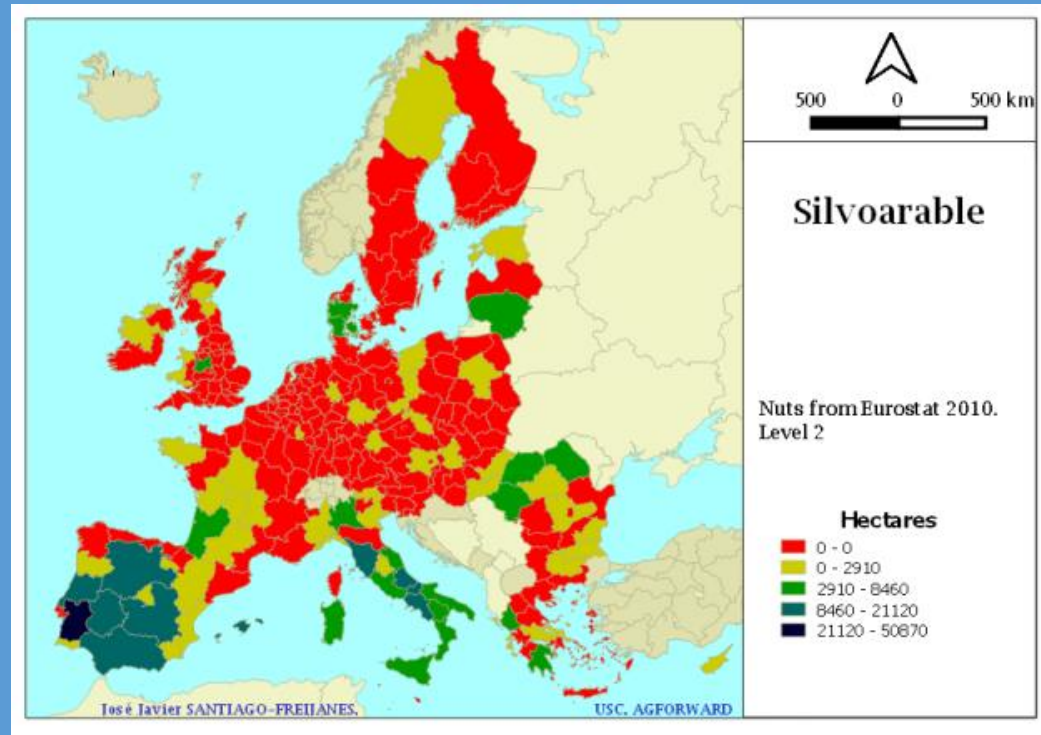 500 0 500 km
Silvoarable
Nuts from Eurostat 2010.
Level 2
Hectares
0 - 0
0 - 2910
2910 - 8460
8460 - 21120
21120 - 50870
José Javier SANTIAGO-FREIJANES.
USC. AGFORWARD